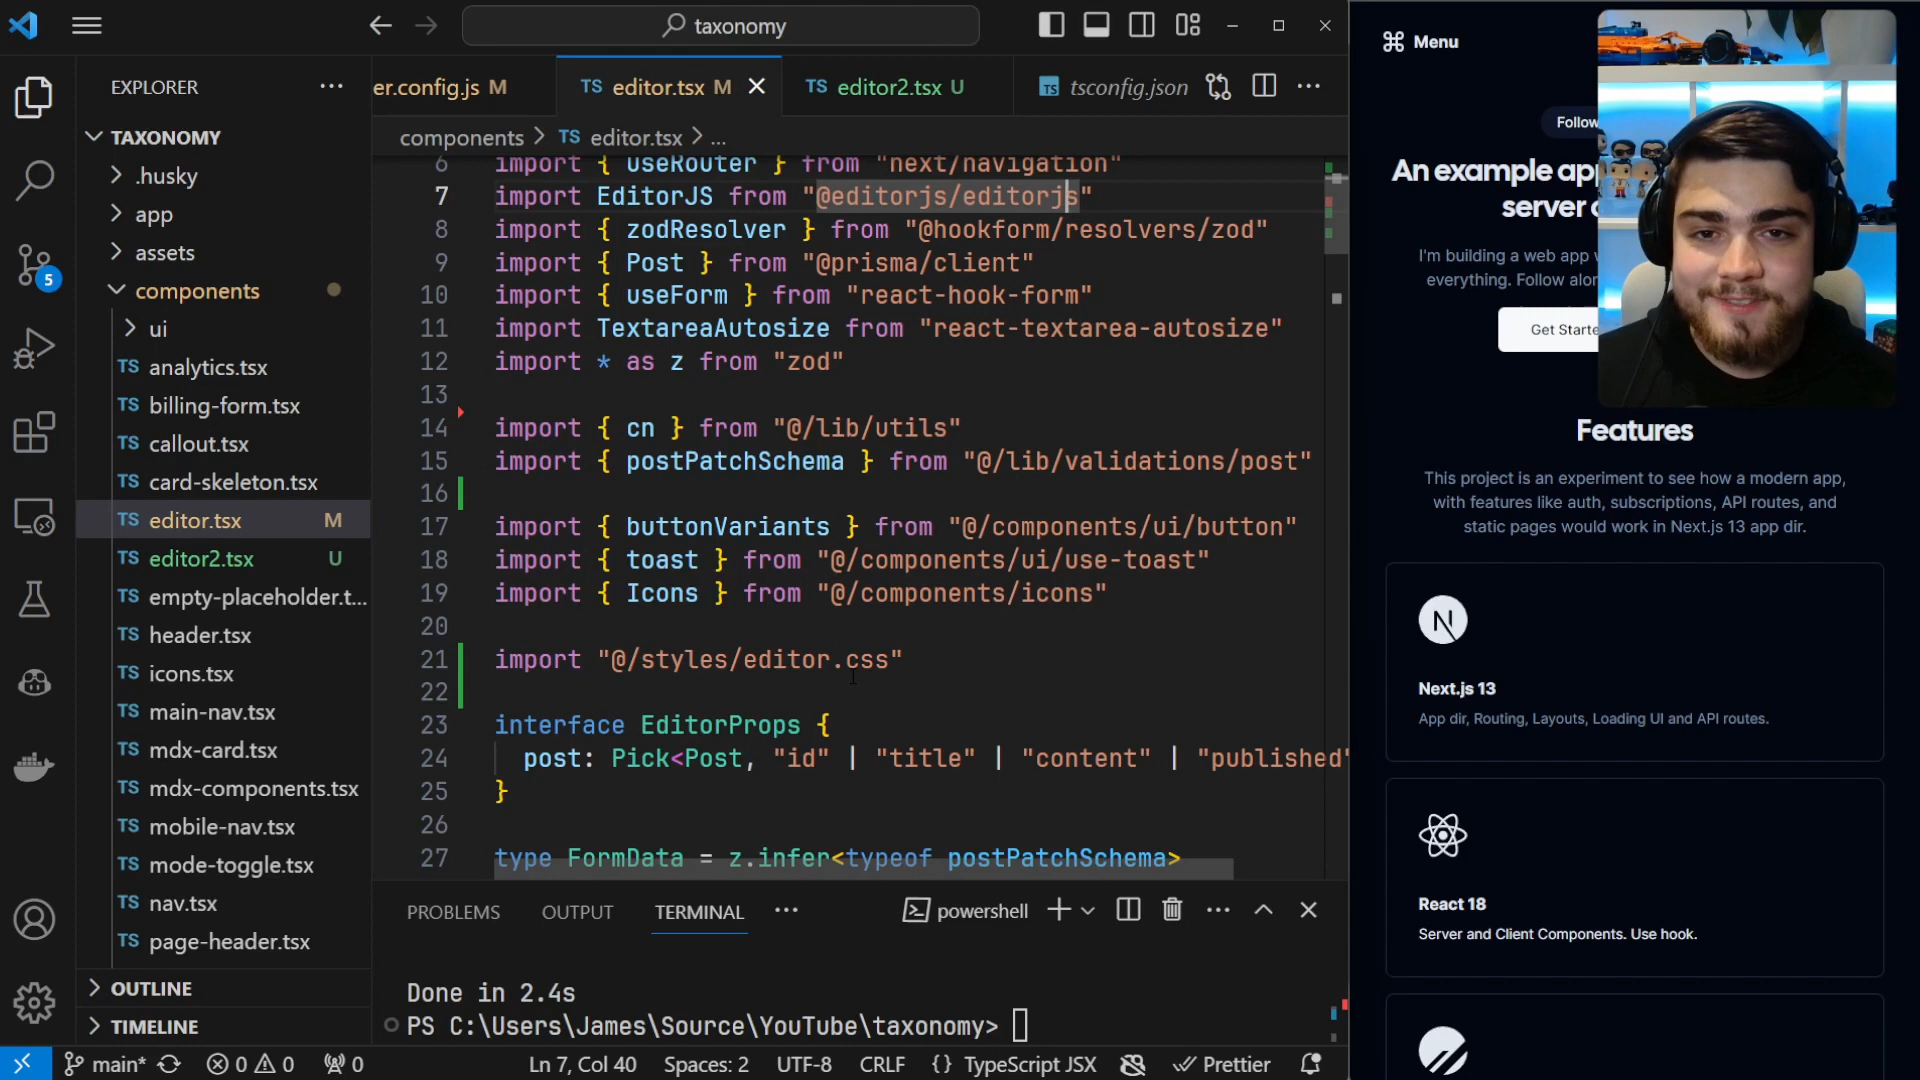 taxonomy
EXPLORER
TAXONOMY
.husky
app
assets
components
ui
TS analytics.tsx
TS billing-form.tsx
TS callout.tsx
TS card-skeleton.tsx
TS editor.tsx M
TS editor2.tsx U
TS empty-placeholder.t...
TS header.tsx
TS icons.tsx
TS main-nav.tsx
TS mdx-card.tsx
TS mdx-components.tsx
TS mobile-nav.tsx
TS mode-toggle.tsx
TS nav.tsx
TS page-header.tsx
OUTLINE
TIMELINE
5
er.config.js M
TS editor.tsx M
TS editor2.tsx U
TS tsconfig.json
components > TS editor.tsx > ...
6 import { useRouter } from "next/navigation"
7 import EditorJS from "@editorjs/editorjs"
8 import { zodResolver } from "@hookform/resolvers/zod"
9 import { Post } from "@prisma/client"
10 import { useForm } from "react-hook-form"
11 import TextareaAutosize from "react-textarea-autosize"
12 import * as z from "zod"
13
14 import { cn } from "@/lib/utils"
15 import { postPatchSchema } from "@/lib/validations/post"
16
17 import { buttonVariants } from "@/components/ui/button"
18 import { toast } from "@/components/ui/use-toast"
19 import { Icons } from "@/components/icons"
20
21 import "@/styles/editor.css"
22
23 interface EditorProps {
24 post: Pick<Post, "id" | "title" | "content" | "published"
25 }
26
27 type FormData = z.infer<typeof postPatchSchema>
PROBLEMS OUTPUT TERMINAL ... powershell
Done in 2.4s
PS C:\Users\James\Source\YouTube\taxonomy>
main* 0 0 0 Ln 7, Col 40 Spaces: 2 UTF-8 CRLF {} TypeScript JSX Prettier
Menu
Follow
An example ap
server c
I'm building a web app w
everything. Follow alon
Get Starte
Features
This project is an experiment to see how a modern app,
with features like auth, subscriptions, API routes, and
static pages would work in Next.js 13 app dir.
N
Next.js 13
App dir, Routing, Layouts, Loading UI and API routes.
React 18
Server and Client Components. Use hook.